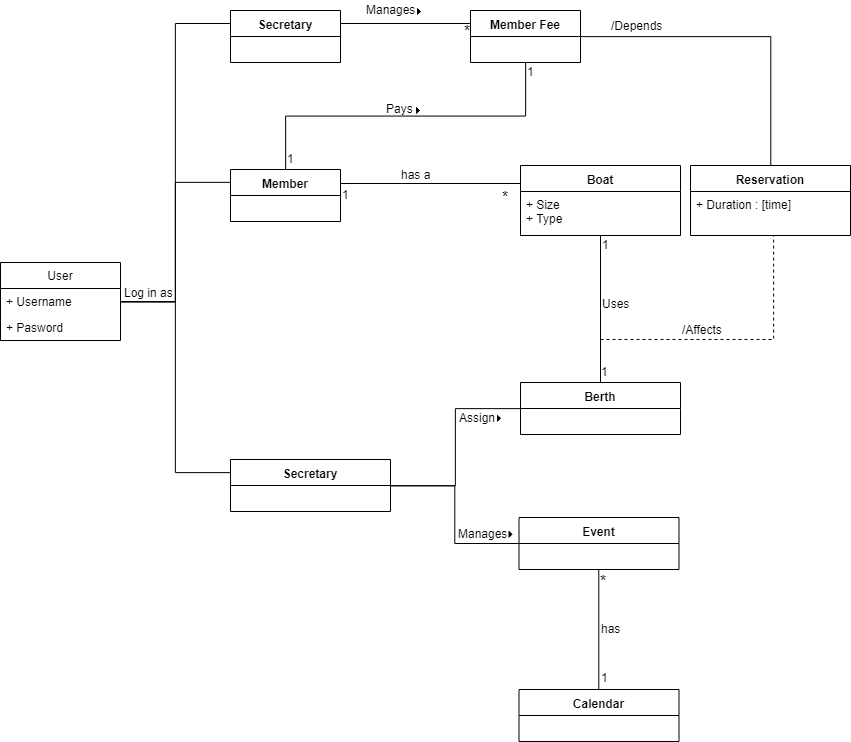 Manages
Secretary
*
Member Fee
/Depends
1
Pays
1
Member
1
has a
*
Boat
+ Size
+ Type
Reservation
+ Duration : [time]
1
User
+ Username
+ Pasword
Log in as
Uses
/Affects
1
Berth
Assign
Secretary
Manages
Event
*
has
1
Calendar